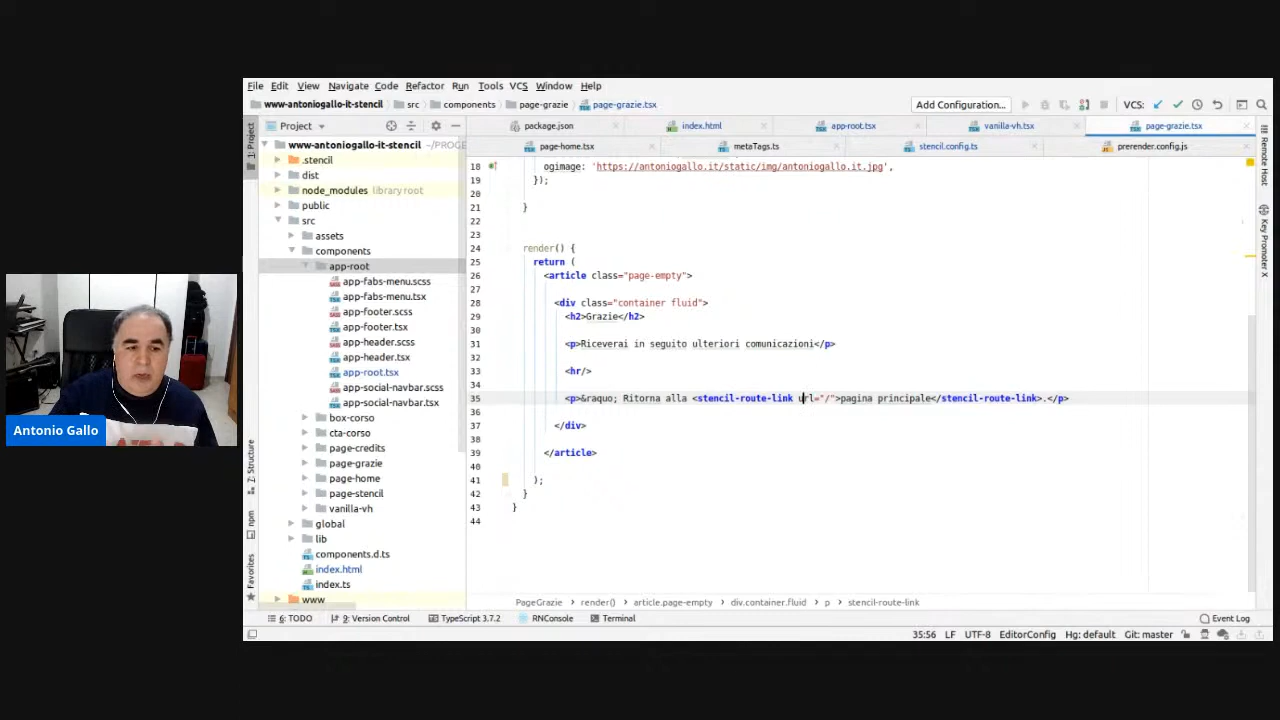 File Edit View Navigate Code Refactor Run Tools VCS Window Help
www-antoniogallo-it-stencil src components page-grazie page-grazie.tsx Add Configuration... VCS:
1: Project
Project
package.json index.html app-root.tsx vanilla-vh.tsx page-grazie.tsx
page-home.tsx metaTags.ts stencil.config.ts prerender.config.js
www-antoniogallo-it-stencil ~/PROGE
.stencil
dist
node_modules library root
public
src
assets
components
app-root
app-fabs-menu.scss
app-fabs-menu.tsx
app-footer.scss
app-footer.tsx
app-header.scss
app-header.tsx
app-root.tsx
app-social-navbar.scss
app-social-navbar.tsx
box-corso
cta-corso
page-credits
page-grazie
page-home
page-stencil
vanilla-vh
global
lib
components.d.ts
index.html
index.ts
www
18 ogimage: 'https://antoniogallo.it/static/img/antoniogallo.it.jpg',
19 });
20
21 }
22
23
24 render() {
25 return (
26 <article class="page-empty">
27
28 <div class="container fluid">
29 <h2>Grazie</h2>
30
31 <p>Riceverai in seguito ulteriori comunicazioni</p>
32
33 <hr/>
34
35 <p>&raquo; Ritorna alla <stencil-route-link url="/">pagina principale</stencil-route-link>.</p>
36
37 </div>
38
39 </article>
40
41 );
42 }
43 }
44
PageGrazie render() article.page-empty div.container.fluid p stencil-route-link
Remote Host
Key Promoter X
Z: Structure
npm
Favorites
6: TODO 9: Version Control TypeScript 3.7.2 RNConsole Terminal Event Log
35:56 LF UTF-8 EditorConfig Hg: default Git: master
Antonio Gallo